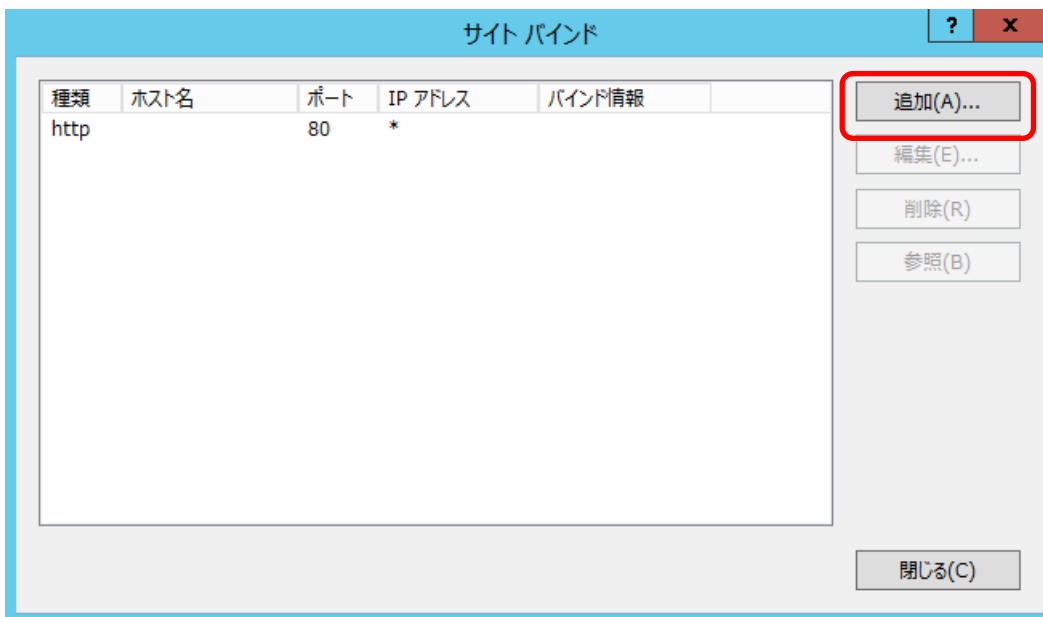 サイト バインド
? x
種類 ホスト名 ポート IP アドレス バインド情報
http 80 *
追加(A)...
編集(E)...
削除(R)
参照(B)
閉じる(C)